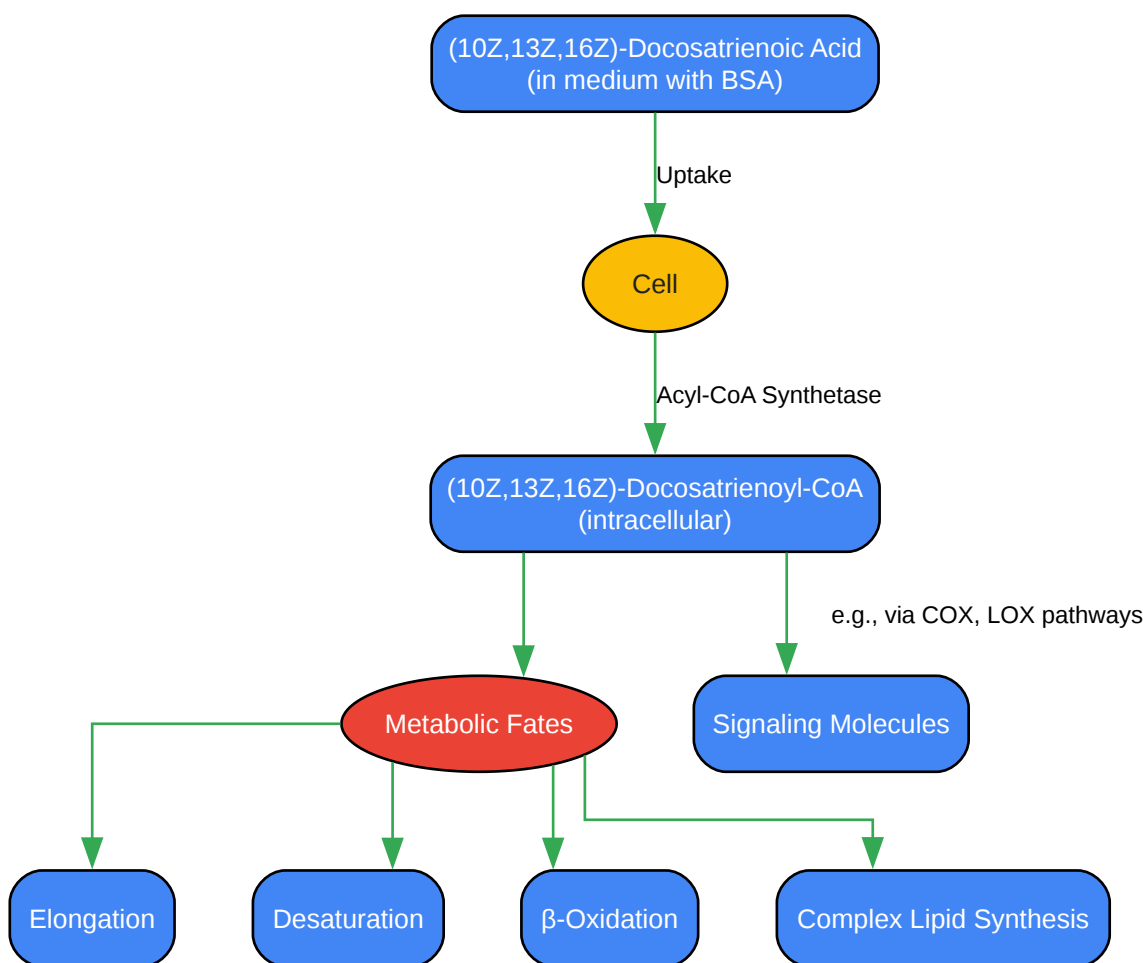 (10Z,13Z,16Z)-Docosatrienoic Acid
(in medium with BSA)
Uptake
Cell
Acyl-CoA Synthetase
(10Z,13Z,16Z)-Docosatrienoyl-CoA
(intracellular)
e.g., via COX, LOX pathways
Metabolic Fates
Signaling Molecules
Elongation
Desaturation
β-Oxidation
Complex Lipid Synthesis